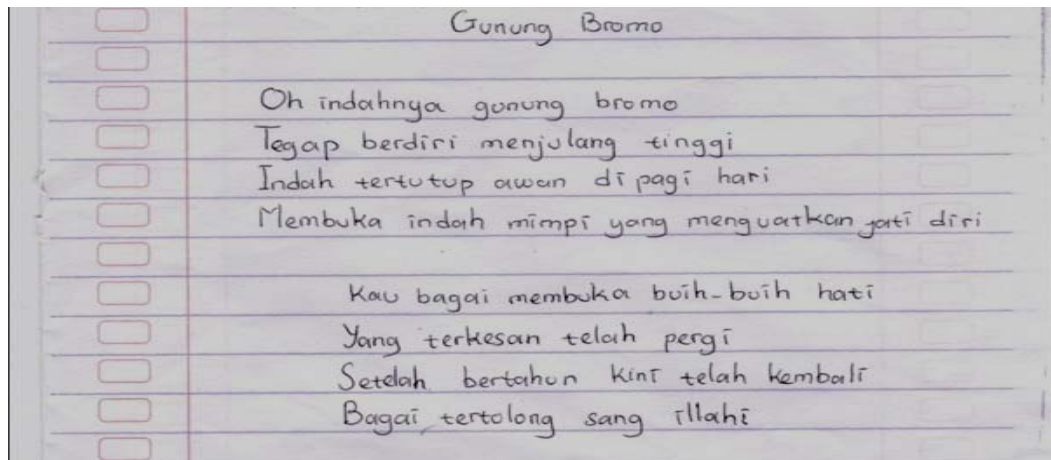 Gunung Bromo
Oh indahnya gunung bromo
Tegap berdiri menjulang tinggi
Indah tertutup awan di pagi hari
Membuka indah mimpi yang menguatkan jati diri
Kau bagai membuka buih-buih hati
Yang terkesan telah pergi
Setelah bertahun kini telah kembali
Bagai tertolong sang illahi